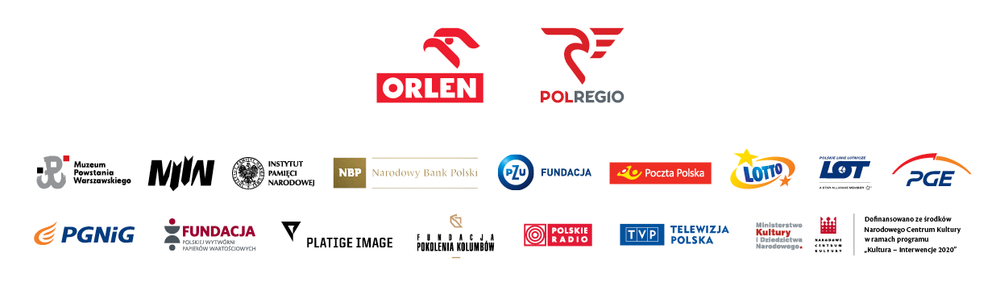 ORLEN
POLREGIO
Muzeum
Powstania
Warszawskiego
MJWN
INSTYTUT
PAMIĘCI
NARODOWEJ
NBP
Narodowy Bank Polski
PZU
FUNDACJA
Poczta Polska
LOTTO
POLSKIE LINIE LOTNICZE
LOT
A STAR ALLIANCE MEMBER
PGE
PGNiG
FUNDACJA
POLSKIEJ WYTWÓRNI
PAPIERÓW WARTOŚCIOWYCH
PLATIGE IMAGE
FUNDACJA
POKOLENIA KOLUMBÓW
POLSKIE
RADIO
TVP
TELEWIZJA
POLSKA
Ministerstwo
Kultury
i Dziedzictwa
Narodowego.
NARODOWE
CENTRUM
KULTURY
Dofinansowano ze środków
Narodowego Centrum Kultury
w ramach programu
„Kultura – Interwencje 2020”